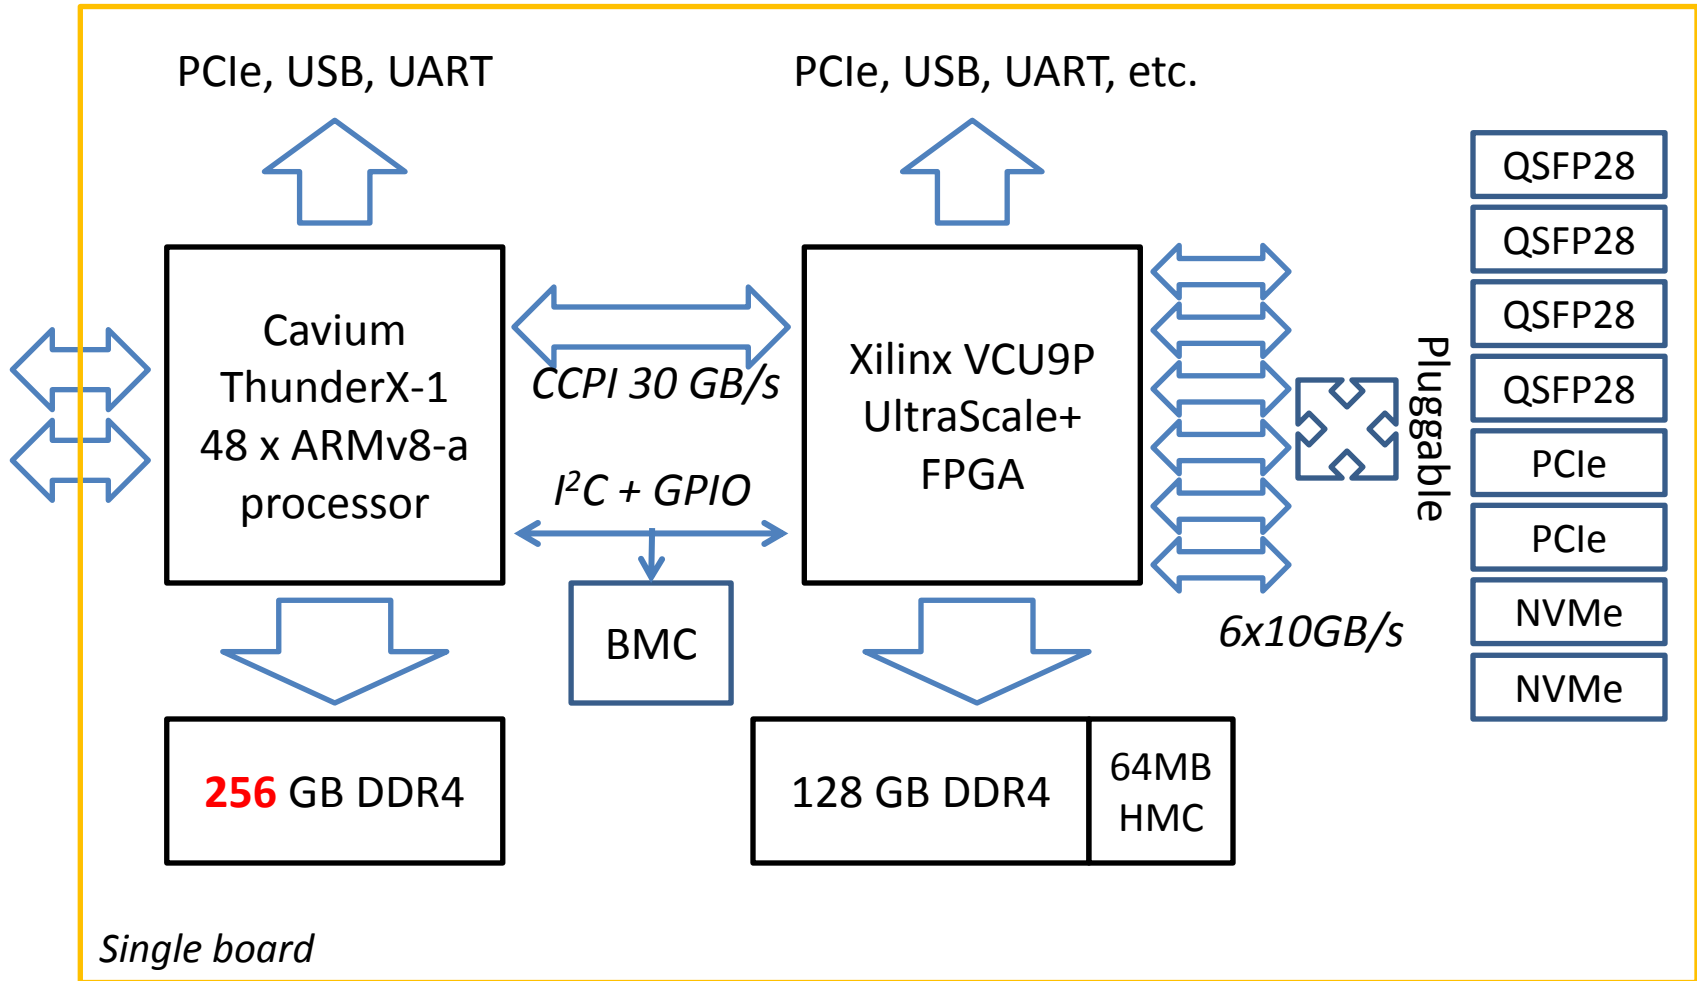 PCIe, USB, UART
PCIe, USB, UART, etc.
Cavium
ThunderX-1
48 x ARMv8-a
processor
CCPI 30 GB/s
I²C + GPIO
BMC
Xilinx VCU9P
UltraScale+
FPGA
6x10GB/s
Pluggable
QSFP28
QSFP28
QSFP28
QSFP28
PCIe
PCIe
NVMe
NVMe
256 GB DDR4
128 GB DDR4
64MB
HMC
Single board